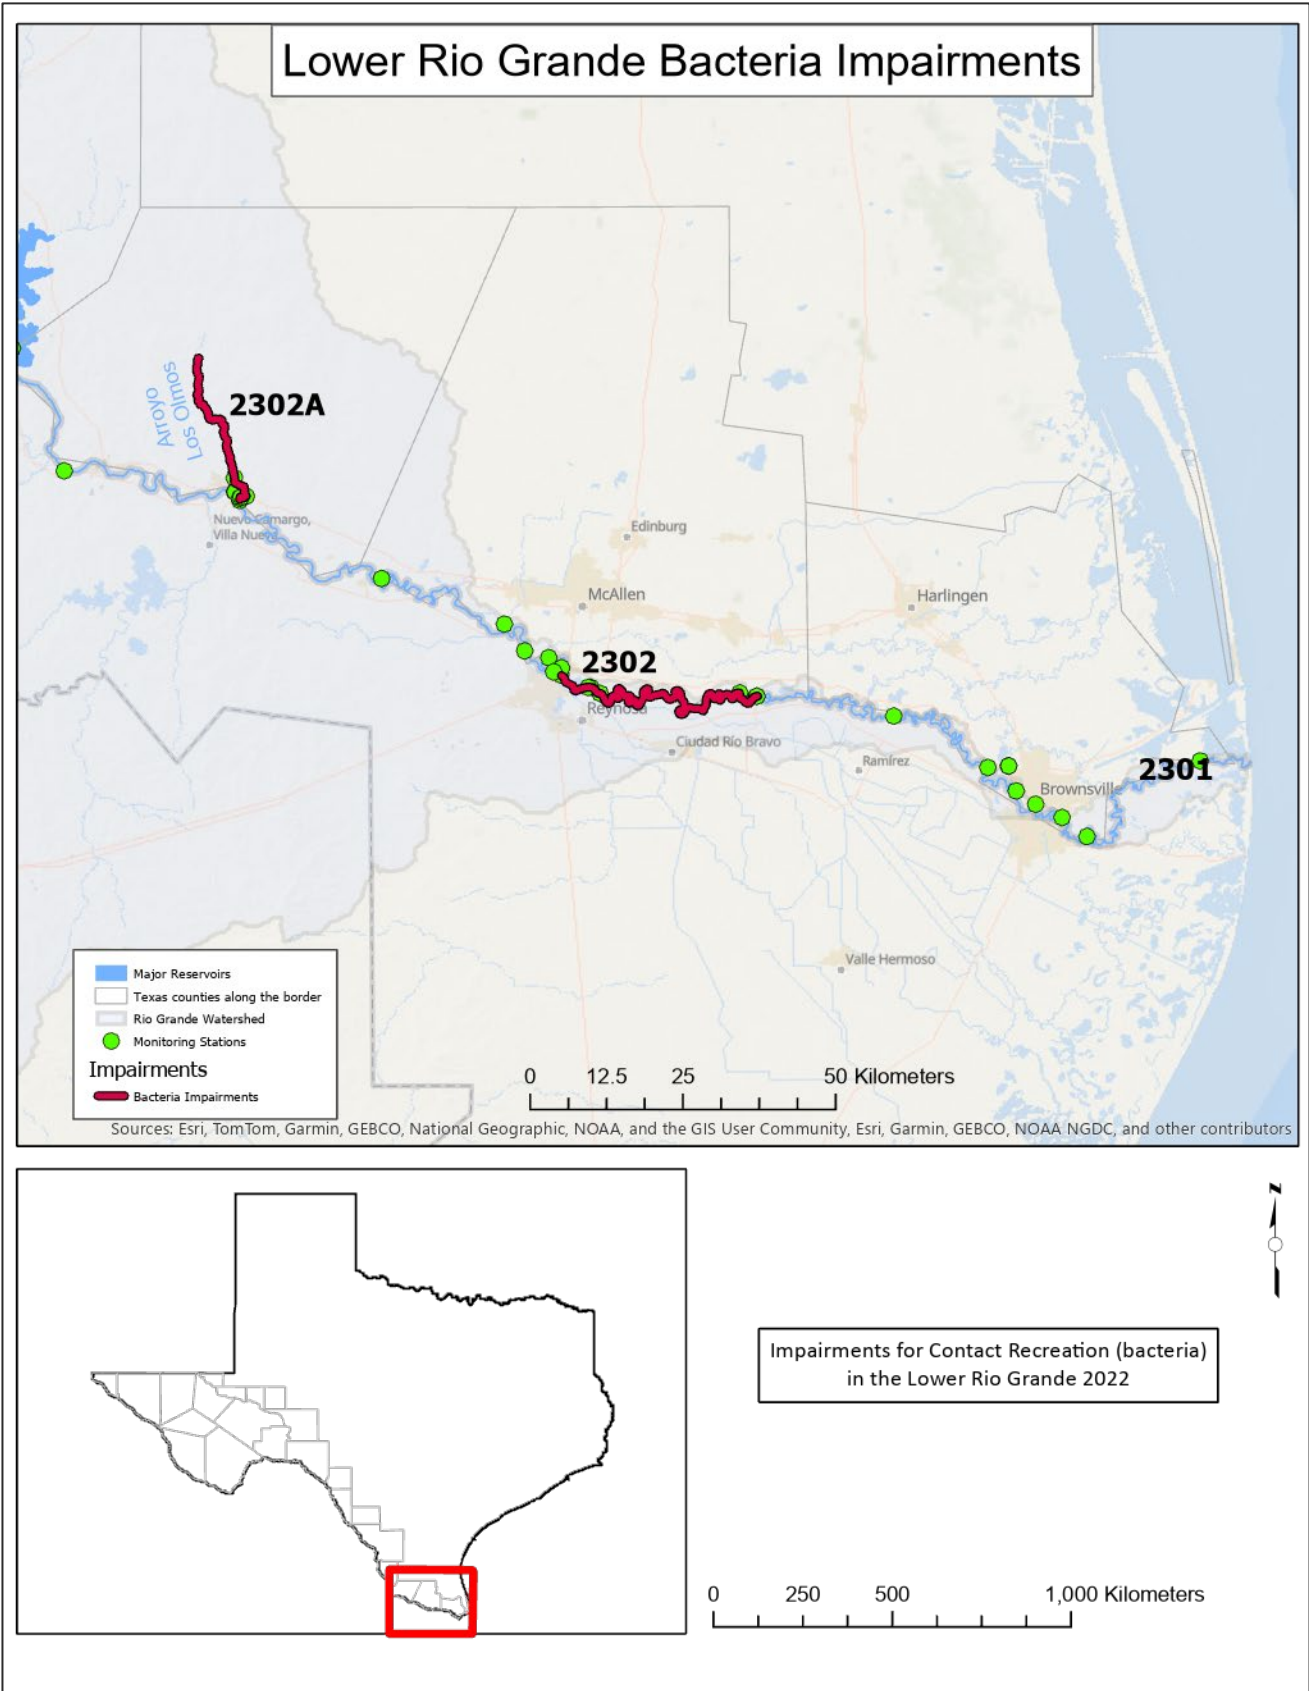 Lower Rio Grande Bacteria Impairments
Arroyo
Los Olmos
2302A
Nuevo Camargo,
Villa Nueva
Edinburg
McAllen
Harlingen
2302
Reynosa
Ciudad Río Bravo
Ramírez
2301
Brownsville
Valle Hermoso
Major Reservoirs
Texas counties along the border
Rio Grande Watershed
Monitoring Stations
Impairments
Bacteria Impairments
0 12.5 25 50 Kilometers
Sources: Esri, TomTom, Garmin, GEBCO, National Geographic, NOAA, and the GIS User Community, Esri, Garmin, GEBCO, NOAA NGDC, and other contributors
N
Impairments for Contact Recreation (bacteria)
in the Lower Rio Grande 2022
0 250 500 1,000 Kilometers